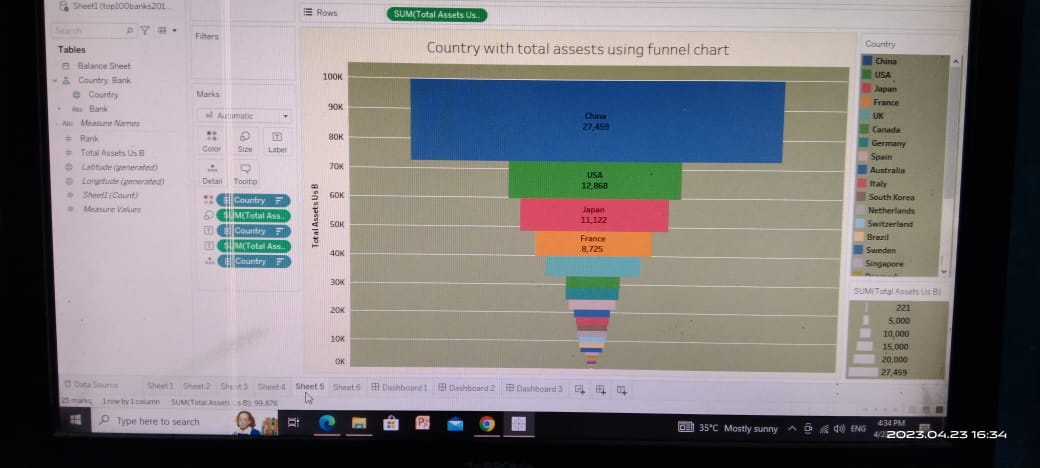 Sheet1 (top100banks201...
Rows
SUM(Total Assets Us..
Search
Tables
Balance Sheet
Country, Bank
Country
Abc Bank
Abc Measure Names
# Rank
# Total Assets Us B
Latitude (generated)
Longitude (generated)
Sheet1 (Count)
Measure Values
Filters
Marks
Automatic
Color
Size
Label
Detail
Tooltip
Country
SUM(Total Ass..
Country
SUM(Total Ass..
Country
Country with total assests using funnel chart
Total Assets Us B
100K
90K
80K
70K
60K
50K
40K
30K
20K
10K
0K
China
27,459
USA
12,868
Japan
11,122
France
8,725
Country
China
USA
Japan
France
UK
Canada
Germany
Spain
Australia
Italy
South Korea
Netherlands
Switzerland
Brazil
Sweden
Singapore
SUM(Total Assets Us B)
221
5,000
10,000
15,000
20,000
27,459
Data Source
Sheet 1
Sheet 2
Sheet 3
Sheet 4
Sheet 5
Sheet 6
Dashboard 1
Dashboard 2
Dashboard 3
25 marks
1 row by 1 column
SUM(Total Assets Us B): 99,876
Type here to search
35°C Mostly sunny
ENG
4:34 PM
2023.04.23 16:34